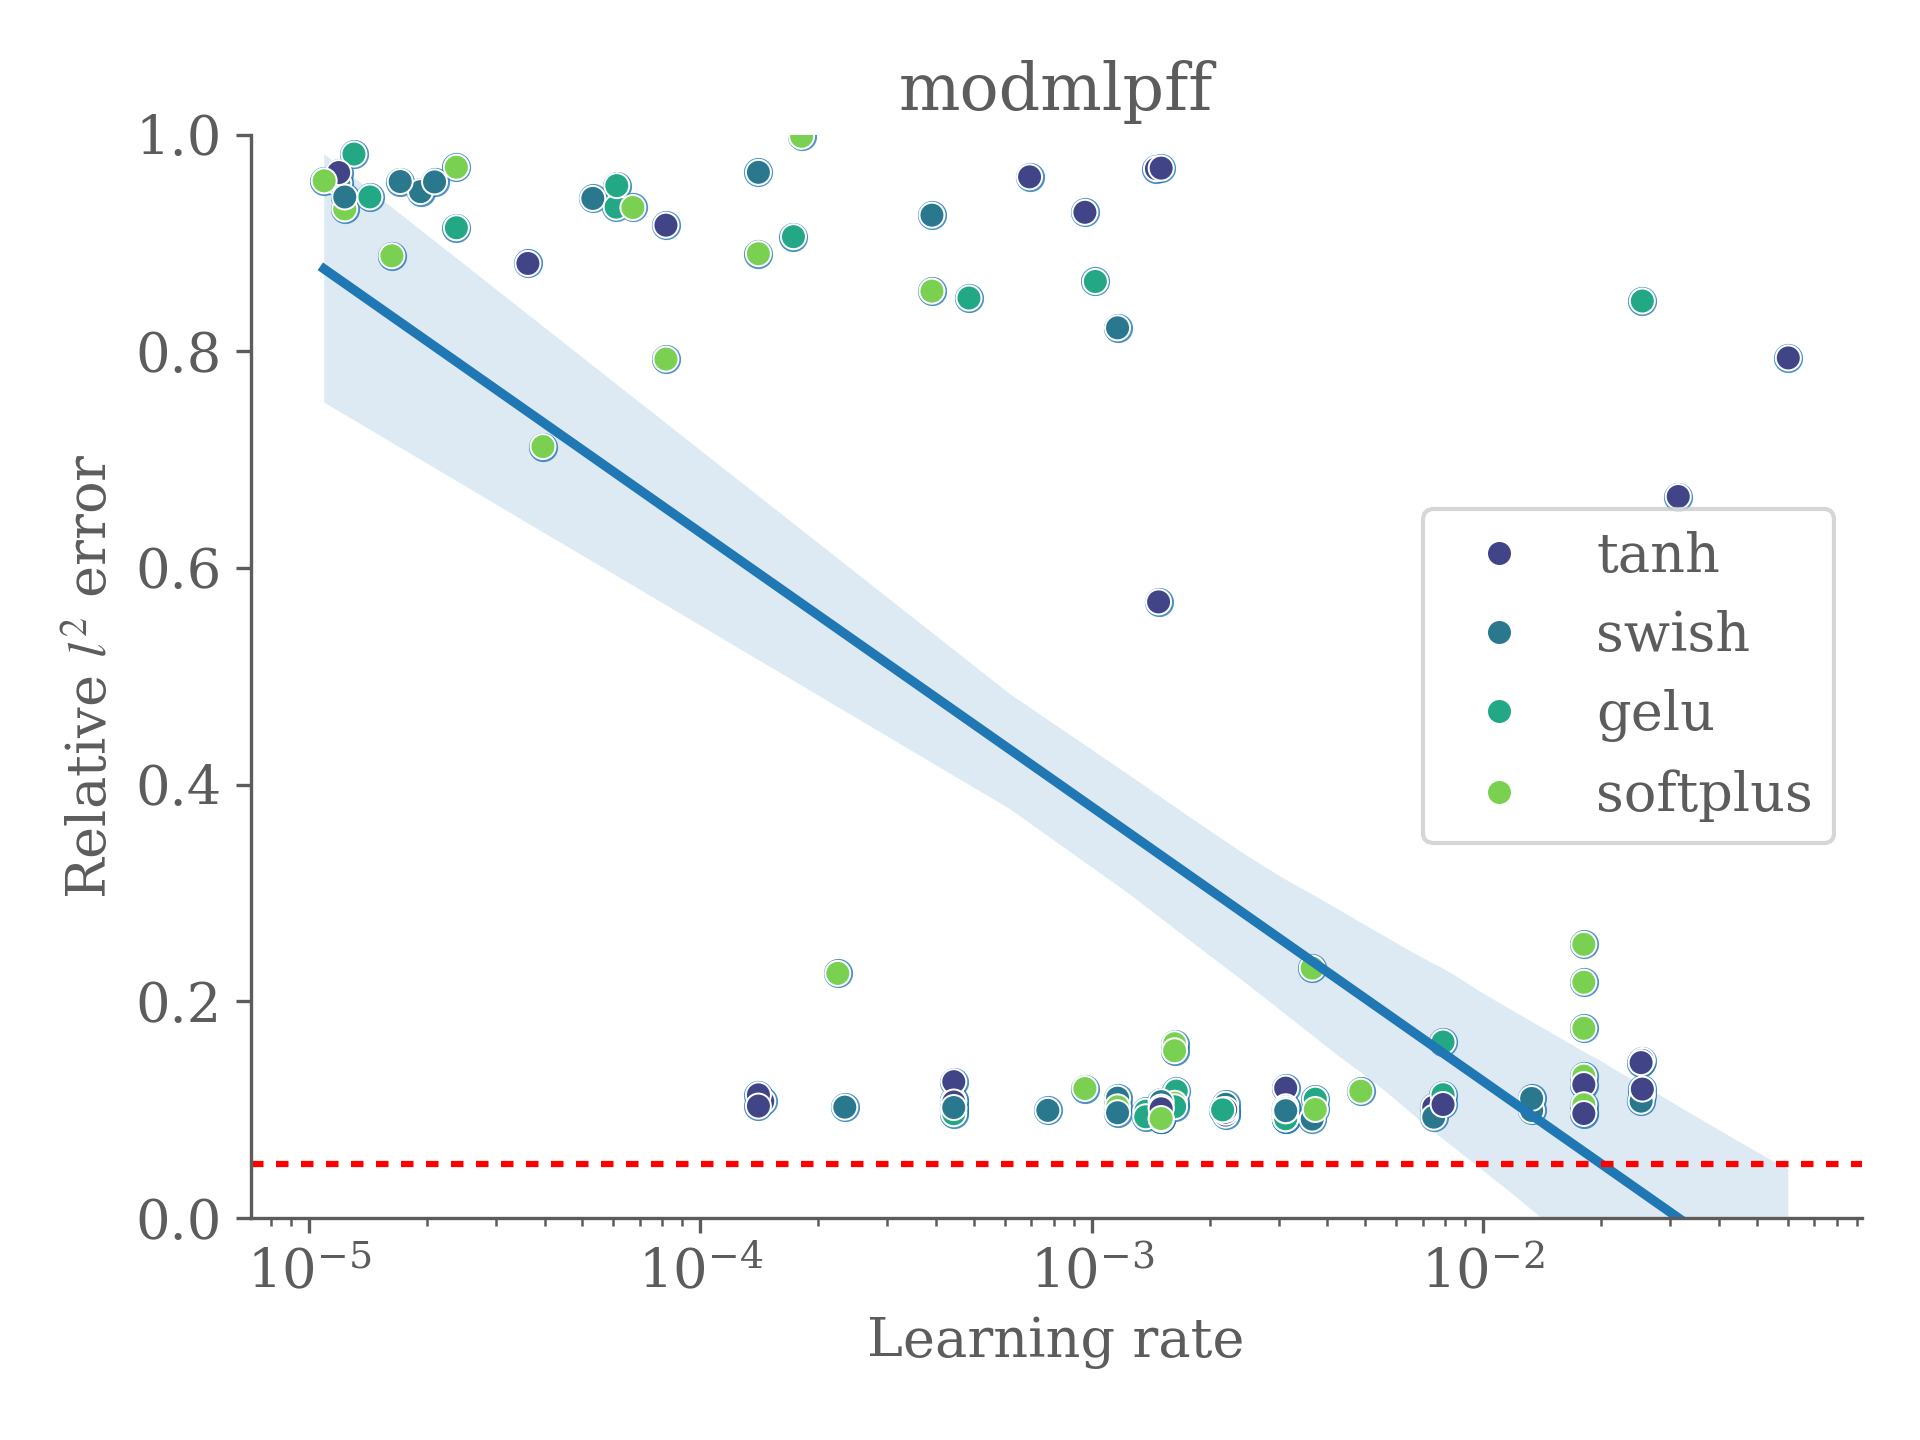 modmlpff
1.0
0.8
0.6
0.4
0.2
0.0
Relative l² error
10⁻⁵
10⁻⁴
10⁻³
10⁻²
Learning rate
tanh
swish
gelu
softplus